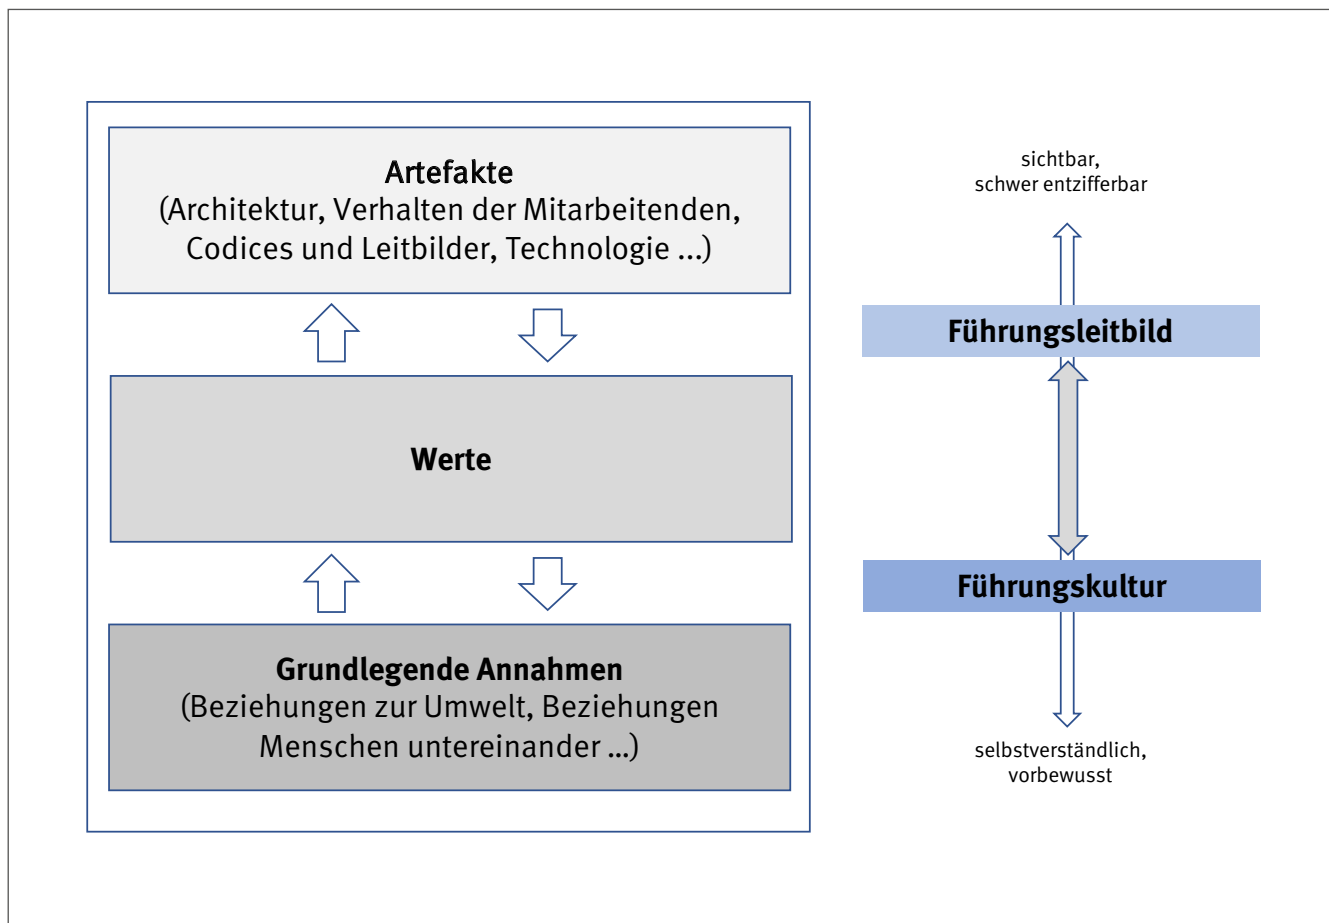 Artefakte
(Architektur, Verhalten der Mitarbeitenden,
Codices und Leitbilder, Technologie ...)
Werte
Grundlegende Annahmen
(Beziehungen zur Umwelt, Beziehungen
Menschen untereinander ...)
sichtbar,
schwer entzifferbar
Führungsleitbild
Führungskultur
selbstverständlich,
vorbewusst